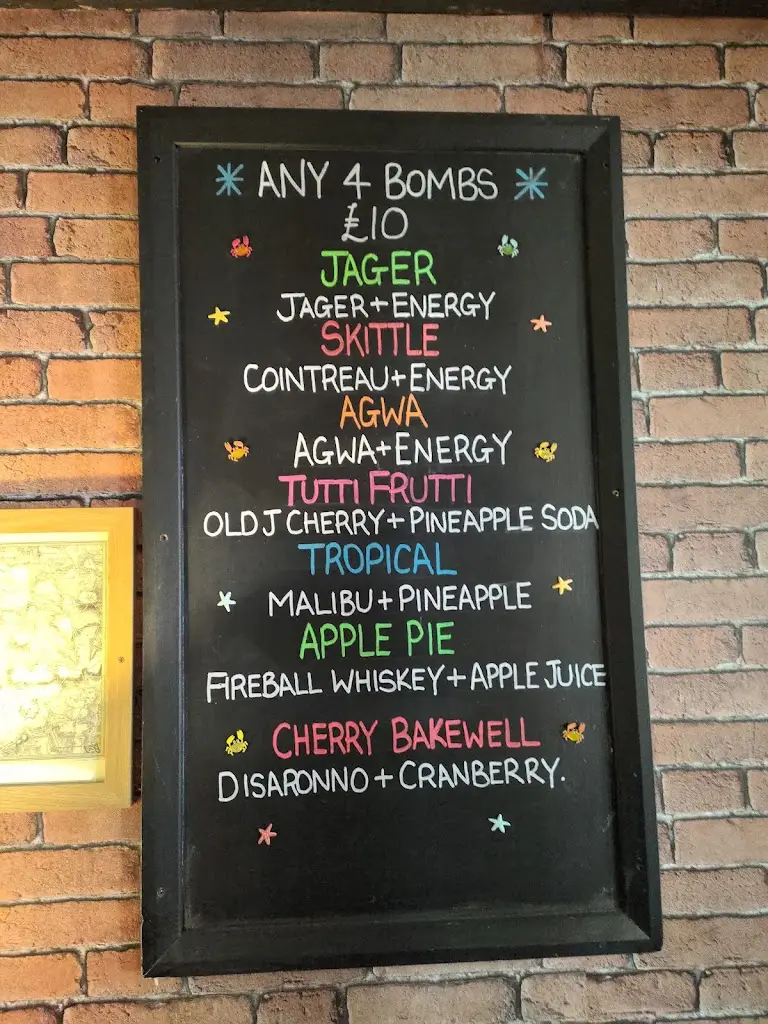 ANY 4 BOMBS
£10
JAGER
JAGER+ENERGY
SKITTLE
COINTREAU+ENERGY
AGWA
AGWA+ENERGY
TUTTI FRUTTI
OLD J CHERRY+PINEAPPLE SODA
TROPICAL
MALIBU+PINEAPPLE
APPLE PIE
FIREBALL WHISKEY+APPLE JUICE
CHERRY BAKEWELL
DISARONNO+CRANBERRY.